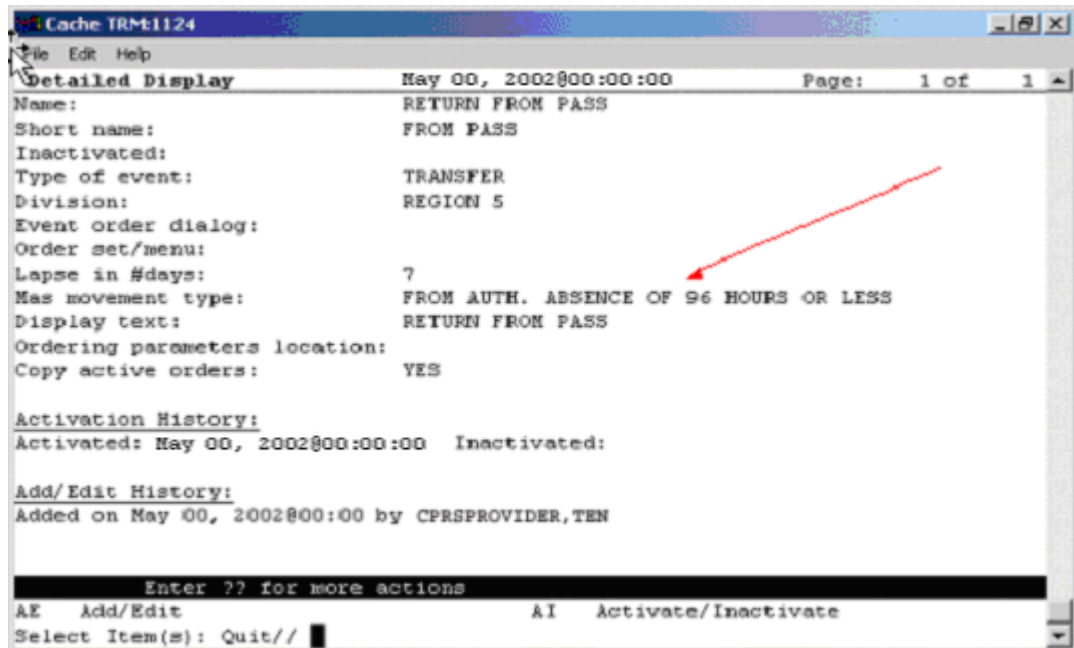 Cache TRM:1124
File Edit Help
Detailed Display May 00, 2002@00:00:00 Page: 1 of 1
Name: RETURN FROM PASS
Short name: FROM PASS
Inactivated:
Type of event: TRANSFER
Division: REGION 5
Event order dialog:
Order set/menu:
Lapse in #days: 7
Mas movement type: FROM AUTH. ABSENCE OF 96 HOURS OR LESS
Display text: RETURN FROM PASS
Ordering parameters location:
Copy active orders: YES
Activation History:
Activated: May 00, 2002@00:00:00 Inactivated:
Add/Edit History:
Added on May 00, 2002@00:00 by CPRSPROVIDER,TEN
Enter ?? for more actions
AE Add/Edit AI Activate/Inactivate
Select Item(s): Quit//